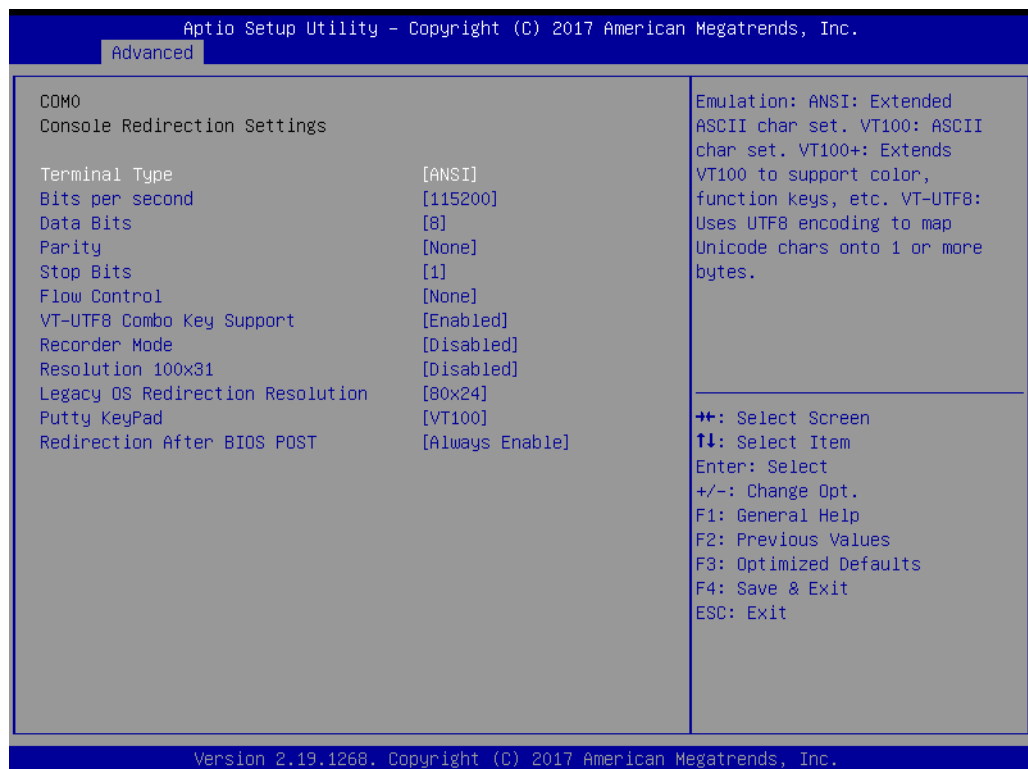 Aptio Setup Utility – Copyright (C) 2017 American Megatrends, Inc.
Advanced
COM0
Console Redirection Settings
Terminal Type [ANSI]
Bits per second [115200]
Data Bits [8]
Parity [None]
Stop Bits [1]
Flow Control [None]
VT-UTF8 Combo Key Support [Enabled]
Recorder Mode [Disabled]
Resolution 100x31 [Disabled]
Legacy OS Redirection Resolution [80x24]
Putty KeyPad [VT100]
Redirection After BIOS POST [Always Enable]
Emulation: ANSI: Extended
ASCII char set. VT100: ASCII
char set. VT100+: Extends
VT100 to support color,
function keys, etc. VT-UTF8:
Uses UTF8 encoding to map
Unicode chars onto 1 or more
bytes.
→←: Select Screen
↑↓: Select Item
Enter: Select
+/-: Change Opt.
F1: General Help
F2: Previous Values
F3: Optimized Defaults
F4: Save & Exit
ESC: Exit
Version 2.19.1268. Copyright (C) 2017 American Megatrends, Inc.